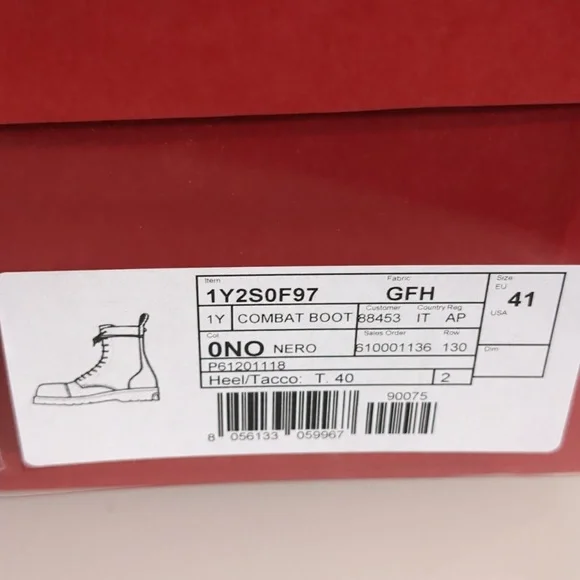 Item Fabric Size
1Y2S0F97 GFH EU 41
Customer Country Reg.
1Y COMBAT BOOT 88453 IT AP USA
Col Sales Order Row
0NO NERO 610001136 130 Dim
P61201118
Heel/Tacco: T. 40 2
90075
8 056133 059967